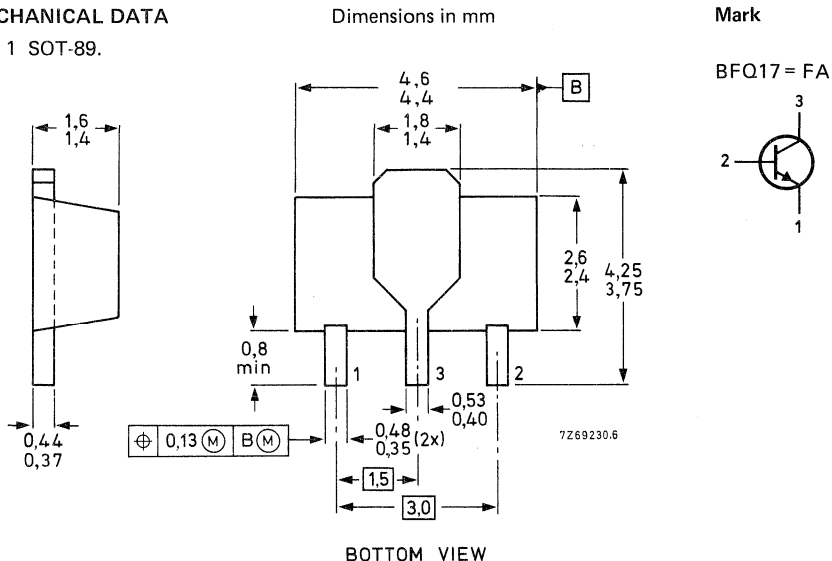 CHANICAL DATA
Dimensions in mm
Mark
1 SOT-89.
BFQ17 = FA
4,6
4,4
B
1,6
1,4
1,8
1,4
3
2
1
2,6
2,4
4,25
3,75
0,8
min
1
3
2
0,53
0,40
0,44
0,37
⌖ 0,13 Ⓜ B Ⓜ
0,48
0,35 (2x)
7Z69230.6
1,5
3,0
BOTTOM VIEW